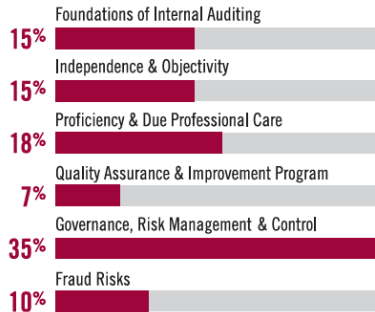 Foundations of Internal Auditing
15%
Independence & Objectivity
15%
Proficiency & Due Professional Care
18%
Quality Assurance & Improvement Program
7%
Governance, Risk Management & Control
35%
Fraud Risks
10%